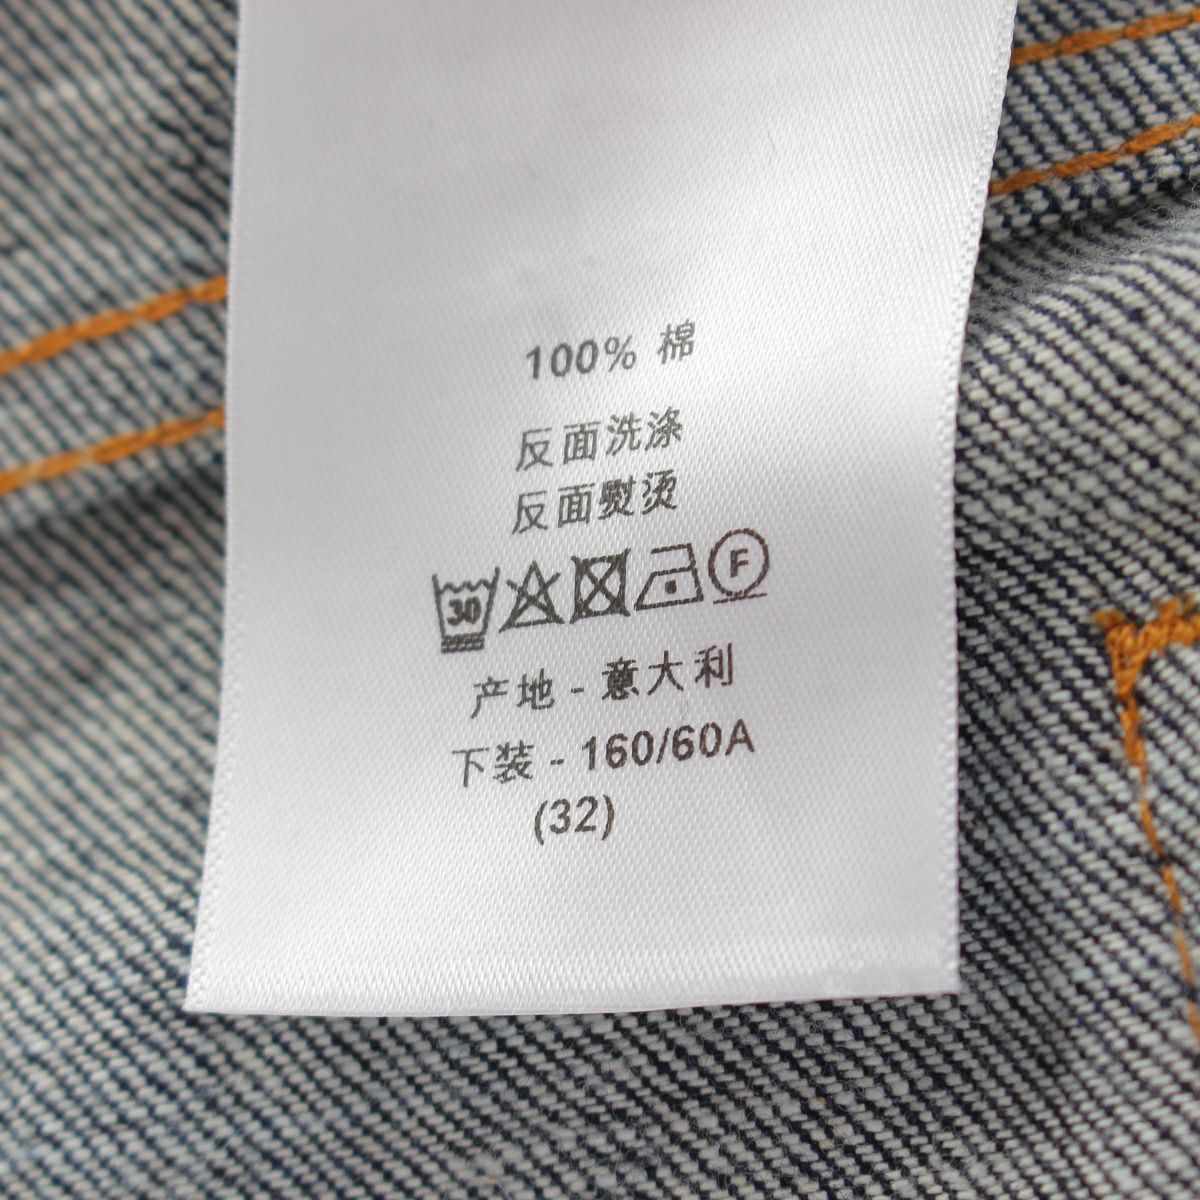 100% 棉
反面洗涤
反面熨烫
30 F
产地 - 意大利
下装 - 160/60A
(32)